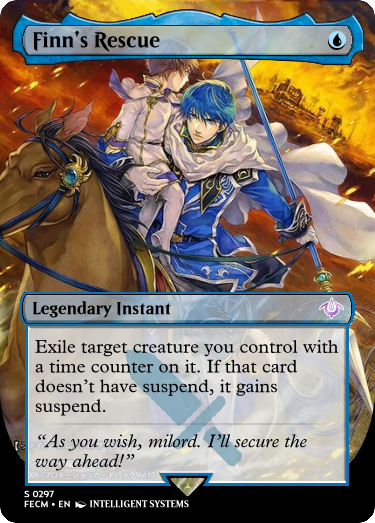 Finn's Rescue
Legendary Instant
Exile target creature you control with
a time counter on it. If that card
doesn't have suspend, it gains
suspend.
“As you wish, milord. I'll secure the
way ahead!”
S 0297
FECM • EN INTELLIGENT SYSTEMS